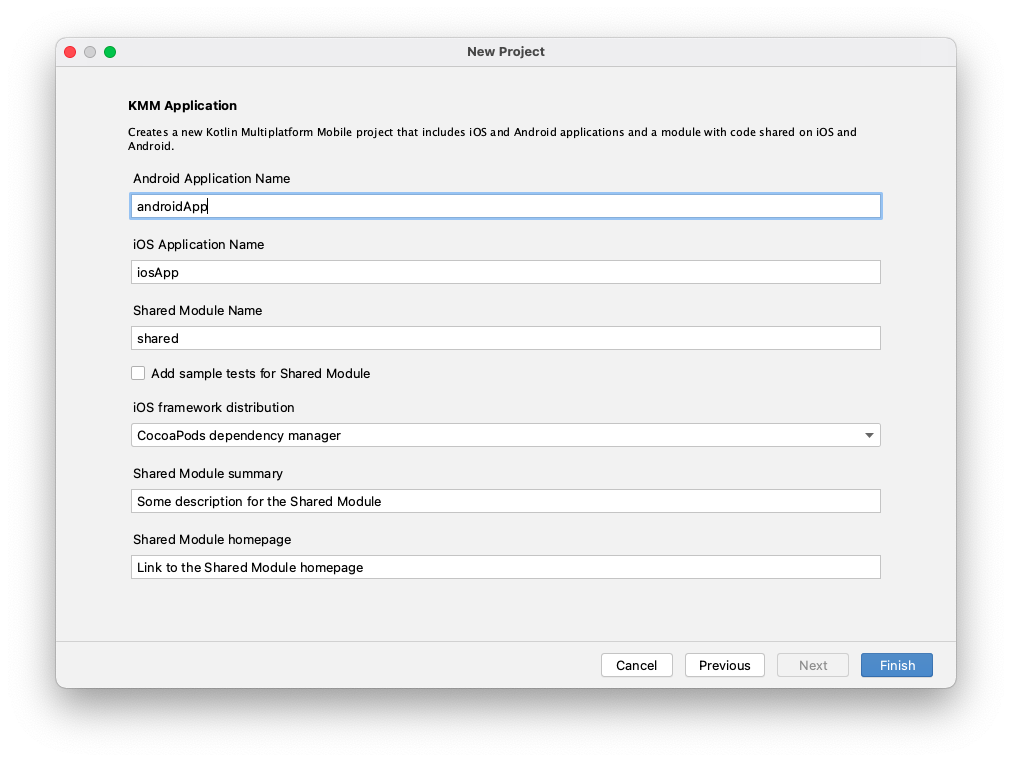 New Project
KMM Application
Creates a new Kotlin Multiplatform Mobile project that includes iOS and Android applications and a module with code shared on iOS and
Android.
Android Application Name
androidApp
iOS Application Name
iosApp
Shared Module Name
shared
Add sample tests for Shared Module
iOS framework distribution
CocoaPods dependency manager
Shared Module summary
Some description for the Shared Module
Shared Module homepage
Link to the Shared Module homepage
Cancel Previous Next Finish